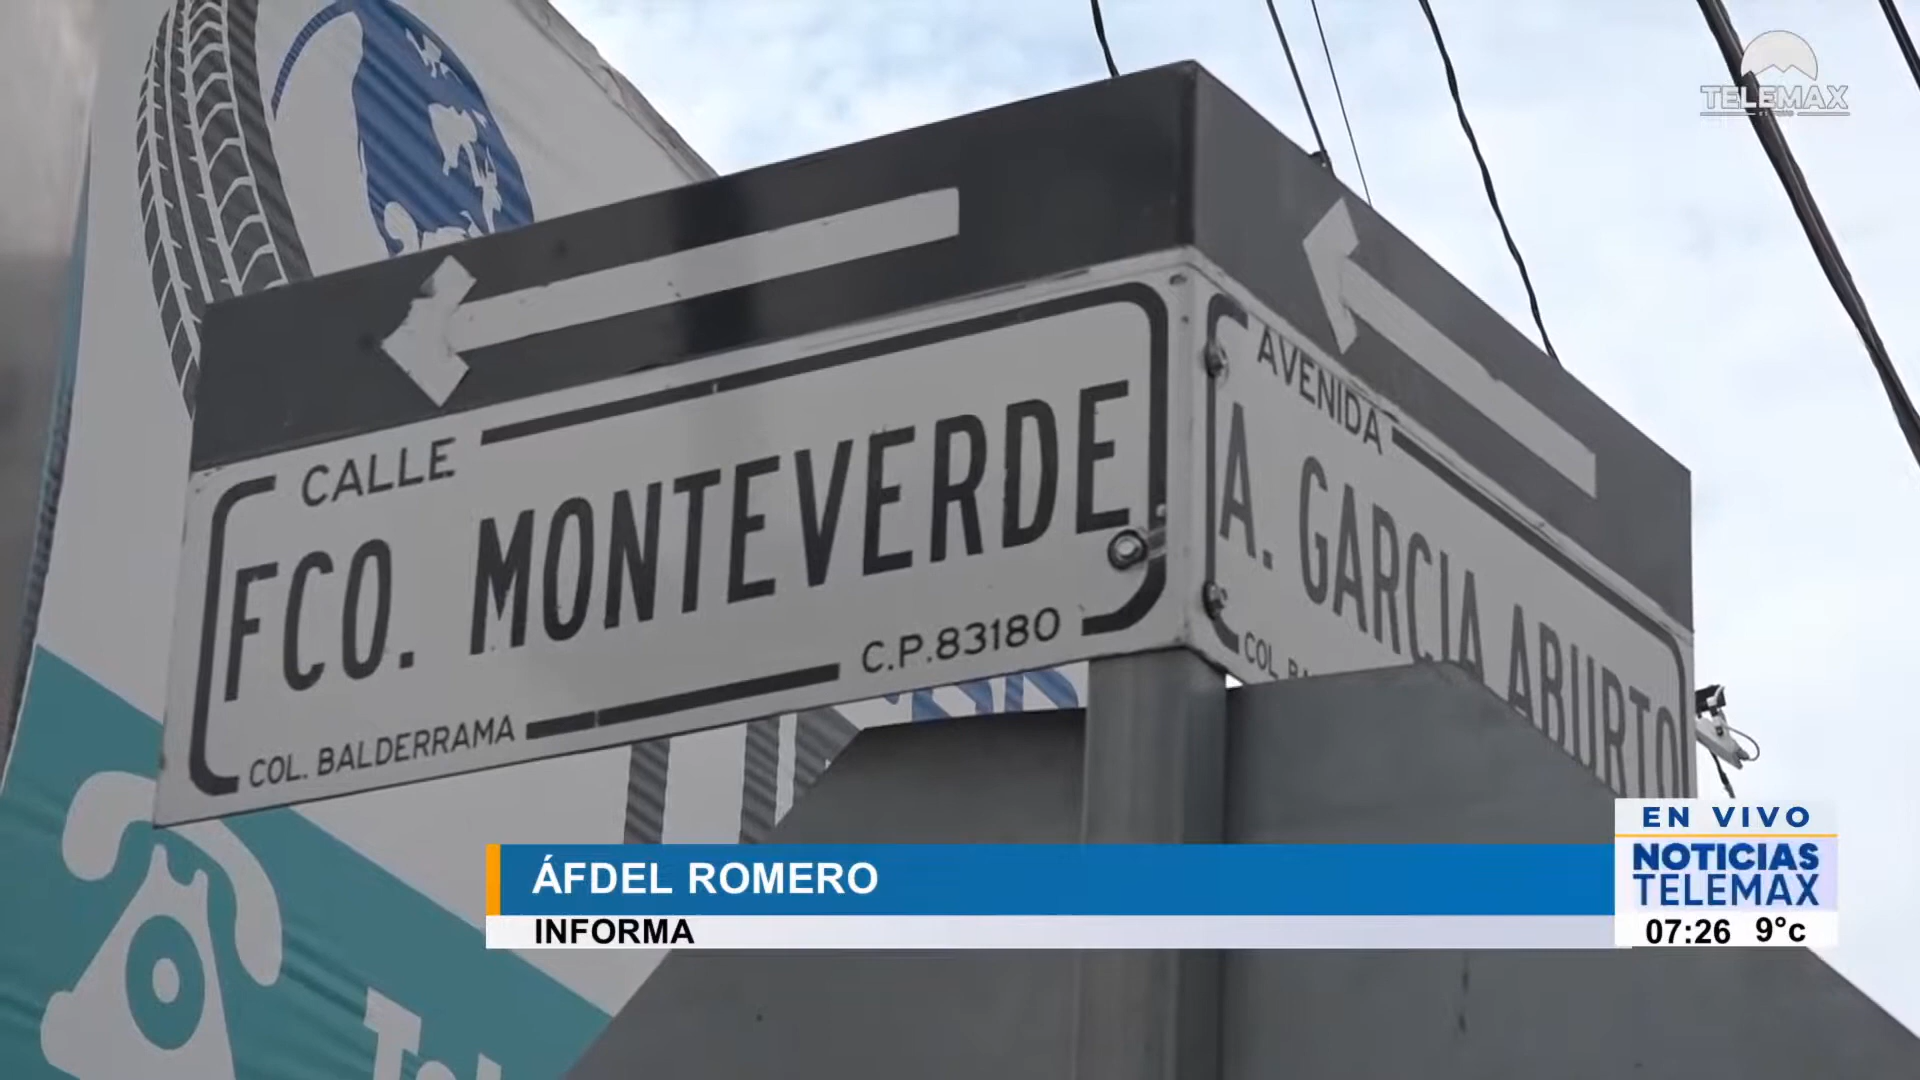 TELEMAX
CALLE
FCO. MONTEVERDE
COL. BALDERRAMA
C.P.83180
AVENIDA
A. GARCIA ABURTO
COL.
EN VIVO
NOTICIAS
TELEMAX
07:26 9°c
ÁFDEL ROMERO
INFORMA